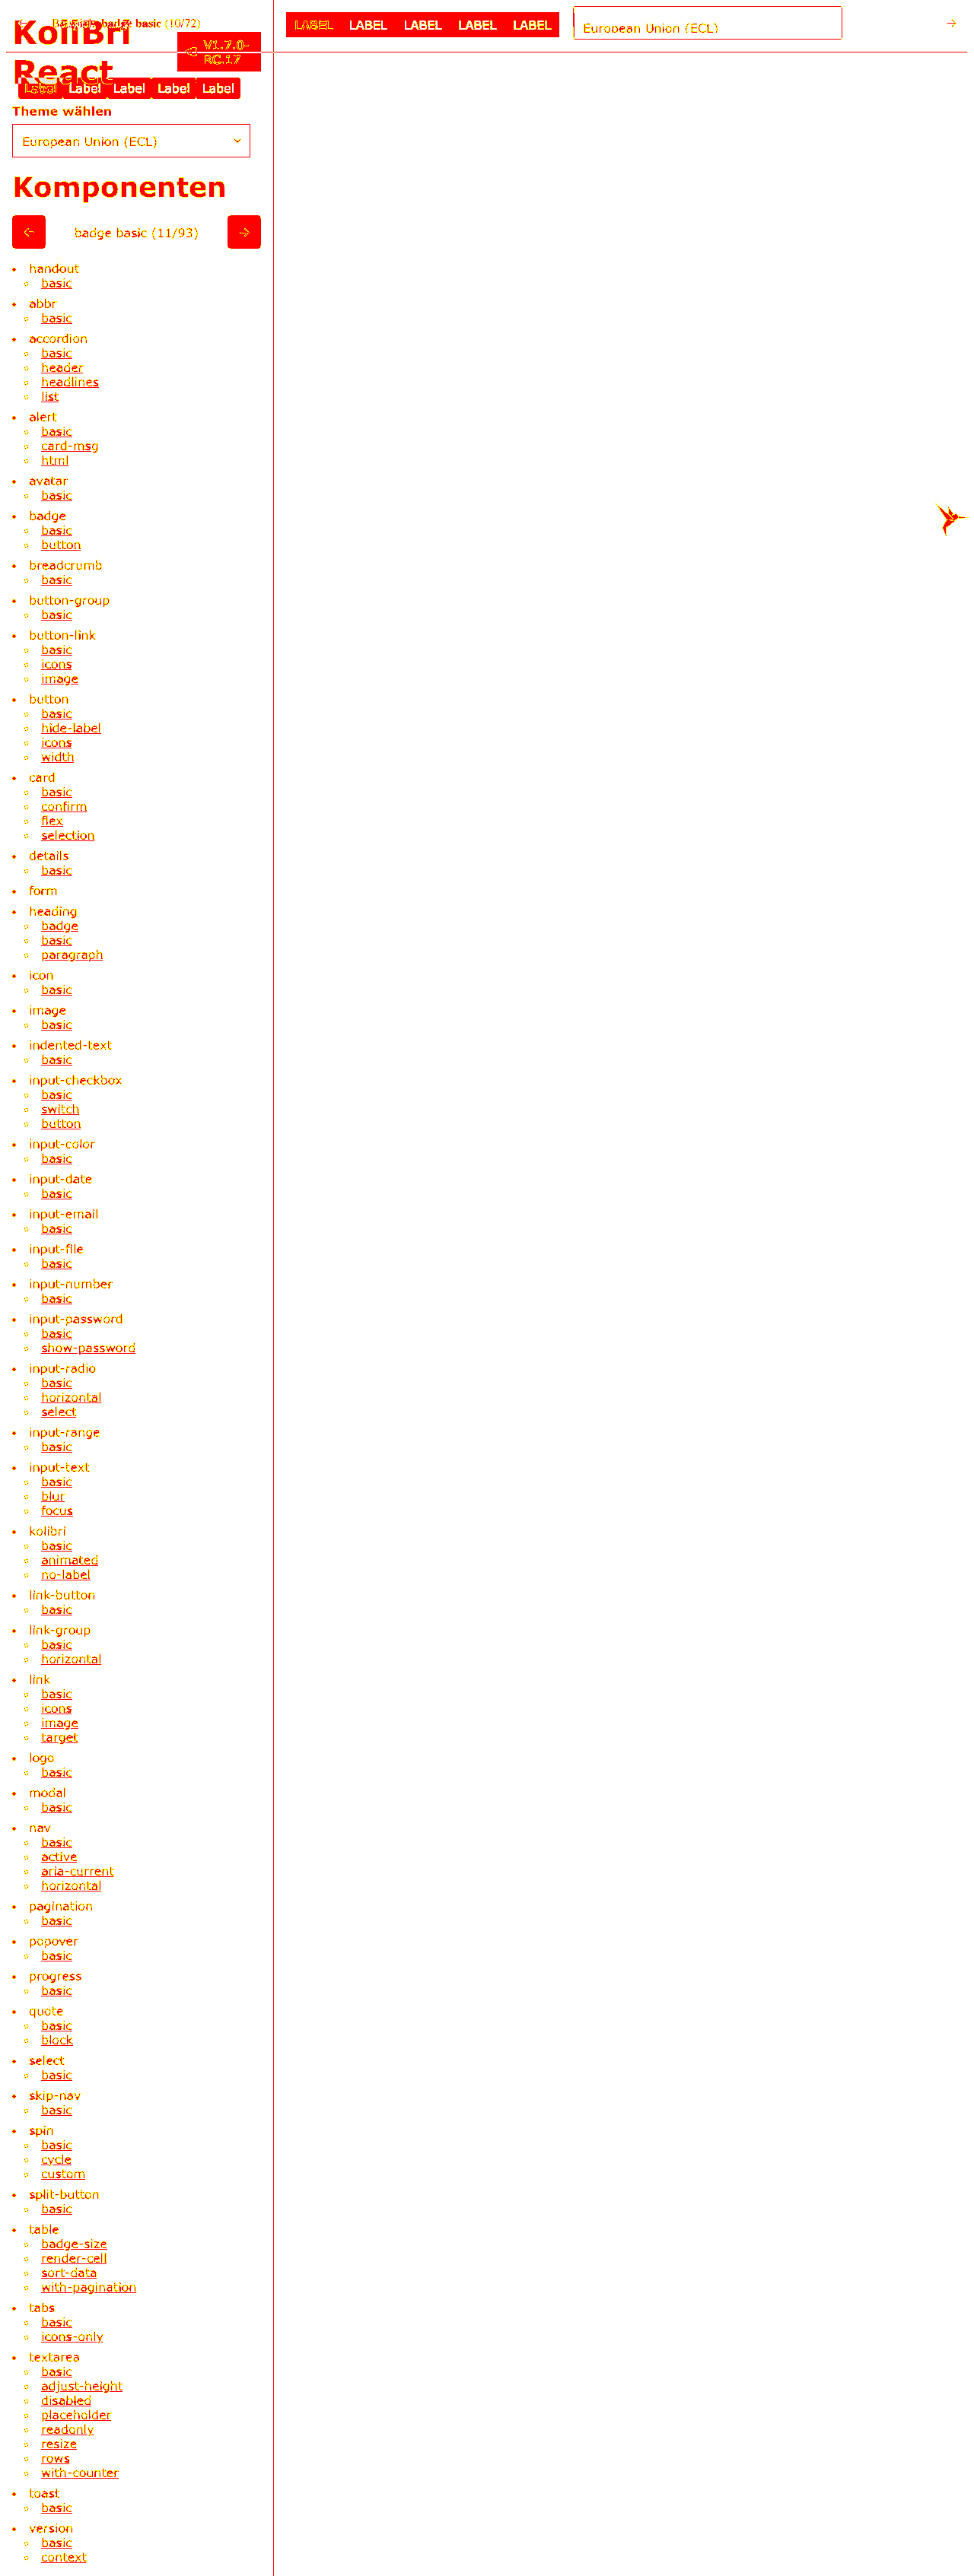 KoliBri
React
Beispiel: badge basic (10/72)
V1.7.0-
RC.17
LABEL LABEL LABEL LABEL LABEL
European Union (ECL)
Label Label Label Label Label
Theme wählen
European Union (ECL)
Komponenten
badge basic (11/93)
handout
basic
abbr
basic
accordion
basic
header
headlines
list
alert
basic
card-msg
html
avatar
basic
badge
basic
button
breadcrumb
basic
button-group
basic
button-link
basic
icons
image
button
basic
hide-label
icons
width
card
basic
confirm
flex
selection
details
basic
form
heading
badge
basic
paragraph
icon
basic
image
basic
indented-text
basic
input-checkbox
basic
switch
button
input-color
basic
input-date
basic
input-email
basic
input-file
basic
input-number
basic
input-password
basic
show-password
input-radio
basic
horizontal
select
input-range
basic
input-text
basic
blur
focus
kolibri
basic
animated
no-label
link-button
basic
link-group
basic
horizontal
link
basic
icons
image
target
logo
basic
modal
basic
nav
basic
active
aria-current
horizontal
pagination
basic
popover
basic
progress
basic
quote
basic
block
select
basic
skip-nav
basic
spin
basic
cycle
custom
split-button
basic
table
badge-size
render-cell
sort-data
with-pagination
tabs
basic
icons-only
textarea
basic
adjust-height
disabled
placeholder
readonly
resize
rows
with-counter
toast
basic
version
basic
context